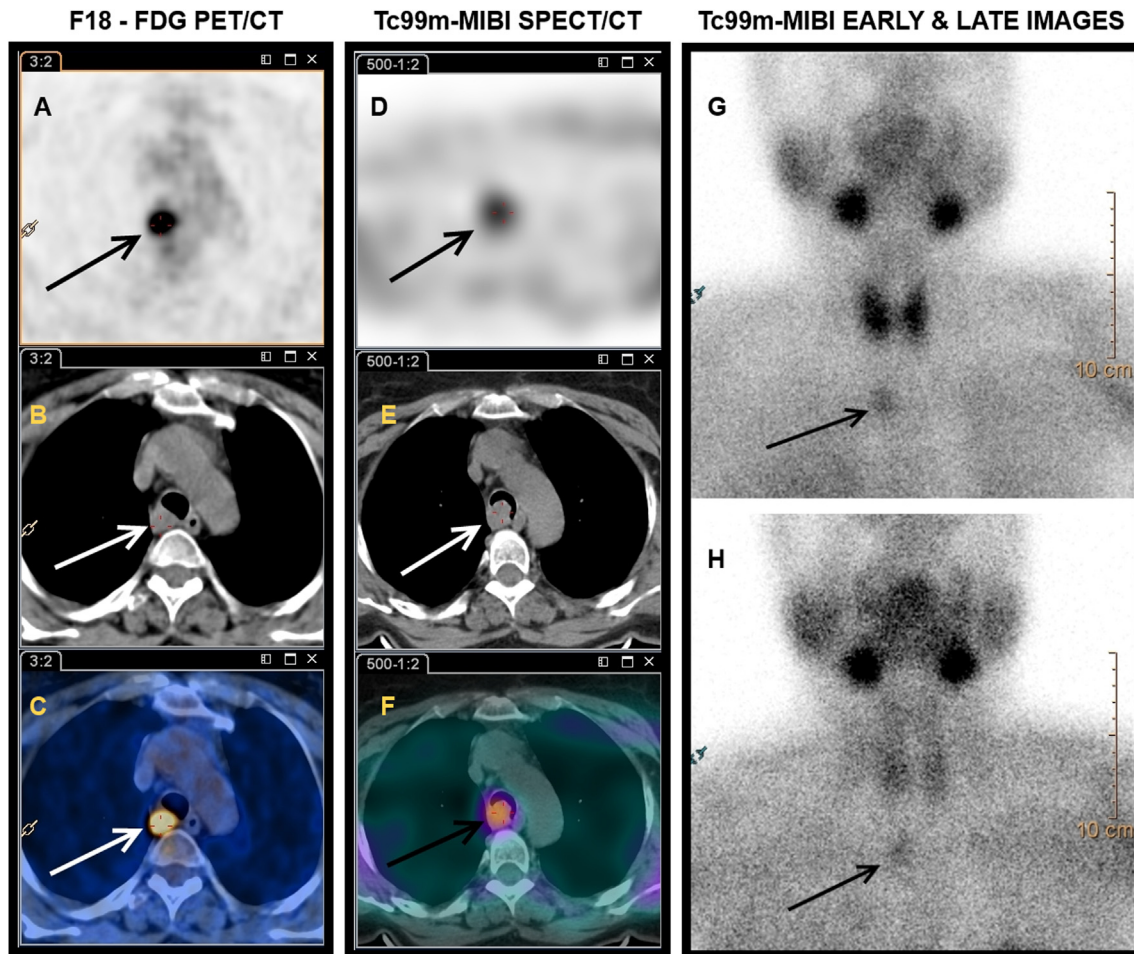 F18 - FDG PET/CT
Tc99m-MIBI SPECT/CT
Tc99m-MIBI EARLY & LATE IMAGES
3:2
A
3:2
B
3:2
C
500-1:2
D
500-1:2
E
500-1:2
F
G
10 cm
H
10 cm